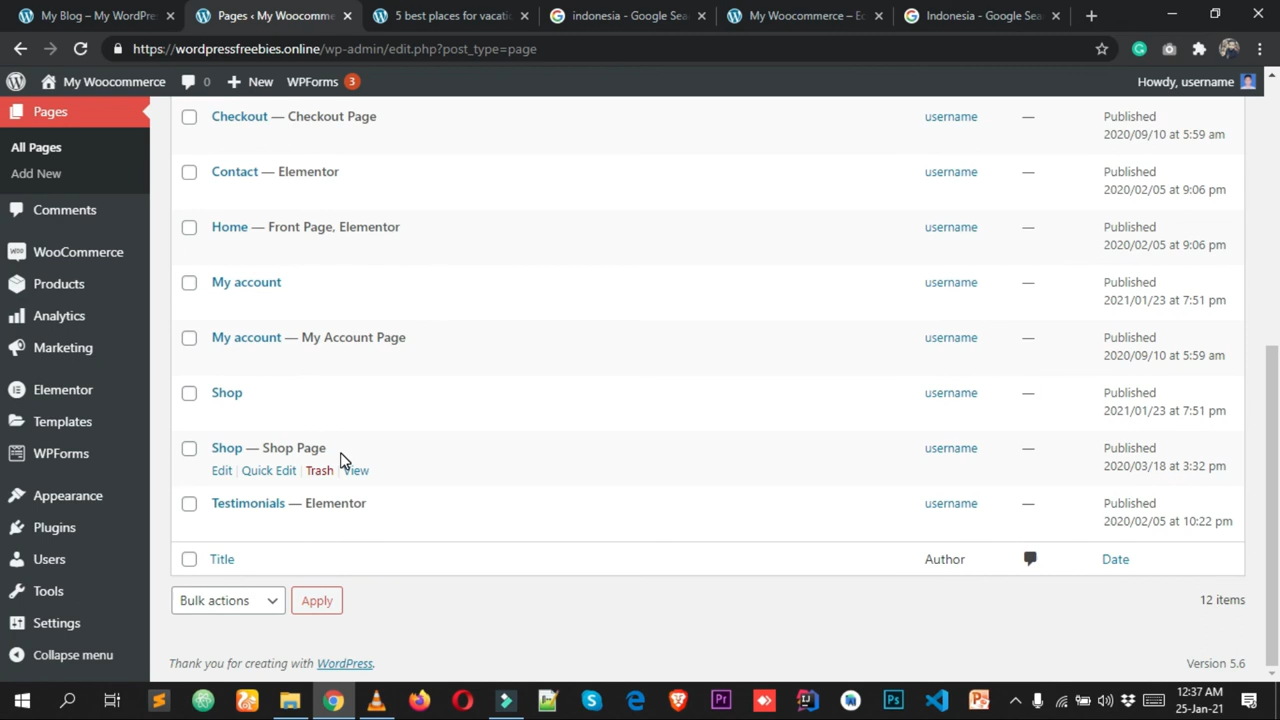 My Blog – My WordPre
Pages ‹ My Woocomme
5 best places for vacati
indonesia - Google Sea
My Woocommerce – Ec
Indonesia - Google Sea
https://wordpressfreebies.online/wp-admin/edit.php?post_type=page
My Woocommerce
0
New
WPForms 3
Howdy, username
Pages
All Pages
Add New
Comments
WooCommerce
Products
Analytics
Marketing
Elementor
Templates
WPForms
Appearance
Plugins
Users
Tools
Settings
Collapse menu
Checkout — Checkout Page
username
—
Published
2020/09/10 at 5:59 am
Contact — Elementor
username
—
Published
2020/02/05 at 9:06 pm
Home — Front Page, Elementor
username
—
Published
2020/02/05 at 9:06 pm
My account
username
—
Published
2021/01/23 at 7:51 pm
My account — My Account Page
username
—
Published
2020/09/10 at 5:59 am
Shop
username
—
Published
2021/01/23 at 7:51 pm
Shop — Shop Page
Edit | Quick Edit | Trash | View
username
—
Published
2020/03/18 at 3:32 pm
Testimonials — Elementor
username
—
Published
2020/02/05 at 10:22 pm
Title
Author
Date
Bulk actions
Apply
12 items
Thank you for creating with WordPress.
Version 5.6
12:37 AM
25-Jan-21